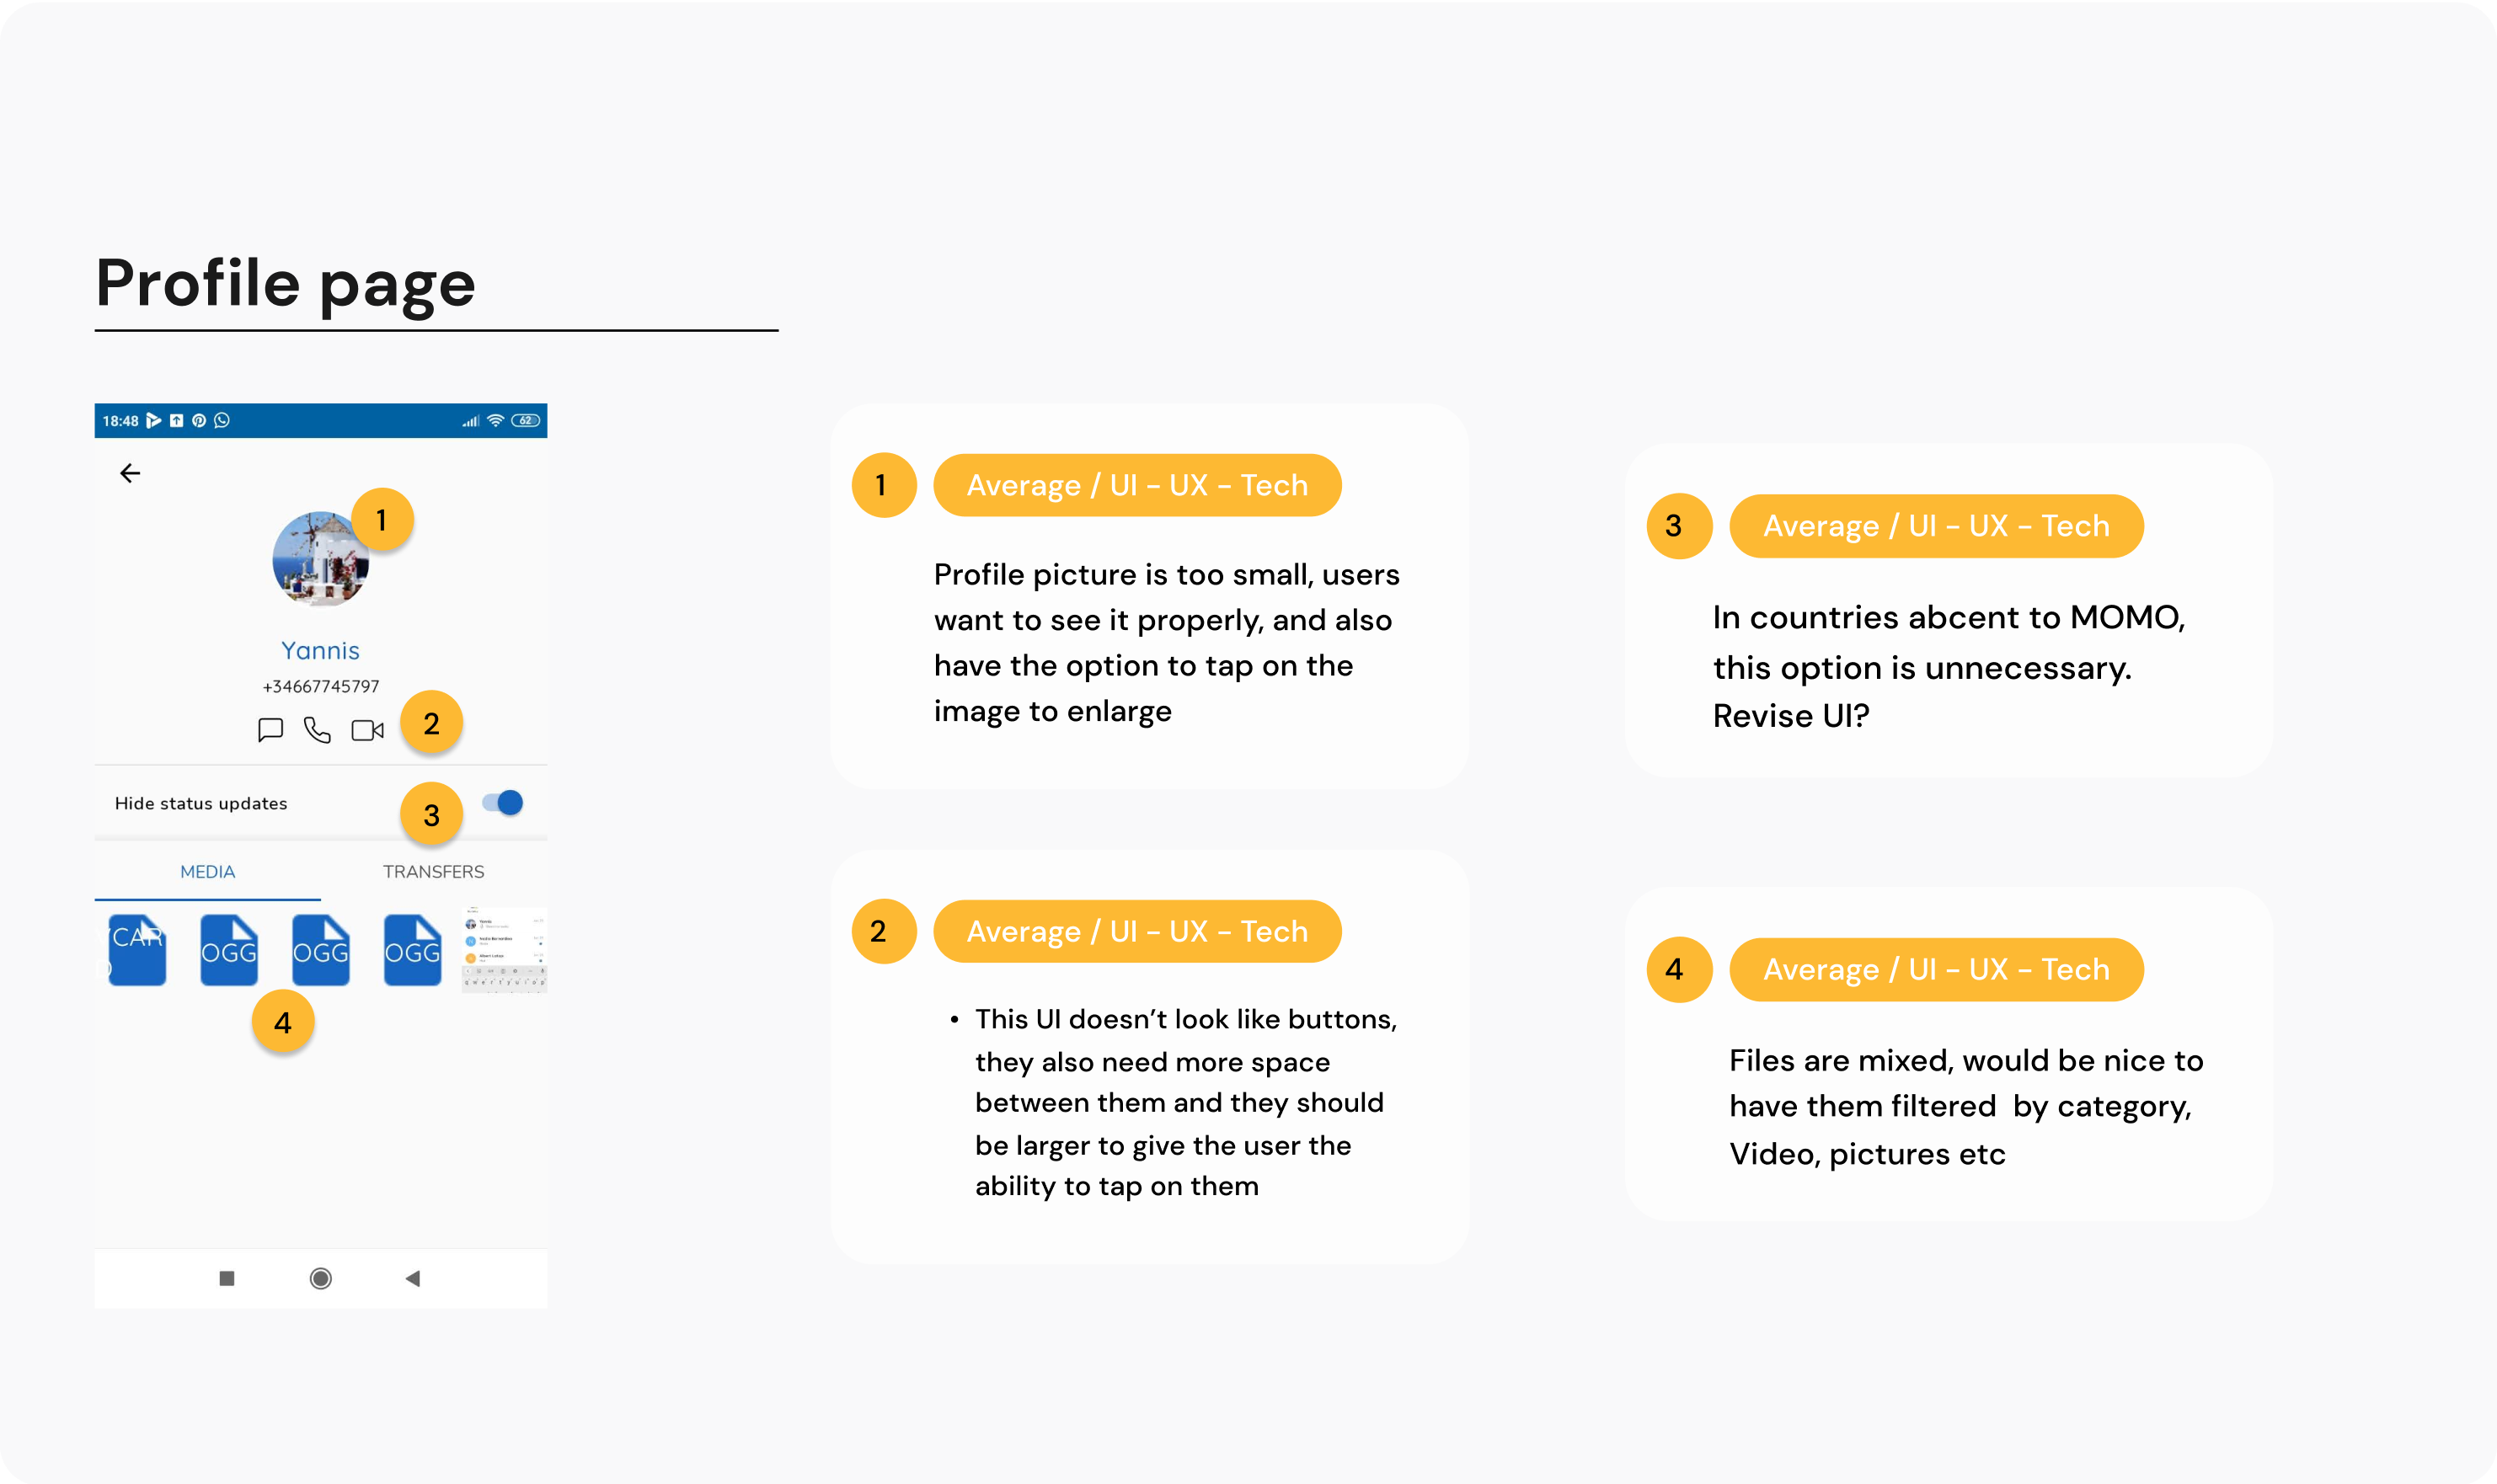 Profile page
18:48
62
1
Yannis
+34667745797
2
Hide status updates
3
MEDIA
TRANSFERS
OGG
OGG
OGG
4
1
Average / UI - UX - Tech
Profile picture is too small, users
want to see it properly, and also
have the option to tap on the
image to enlarge
2
Average / UI - UX - Tech
• This UI doesn’t look like buttons,
they also need more space
between them and they should
be larger to give the user the
ability to tap on them
3
Average / UI - UX - Tech
In countries abcent to MOMO,
this option is unnecessary.
Revise UI?
4
Average / UI - UX - Tech
Files are mixed, would be nice to
have them filtered  by category,
Video, pictures etc